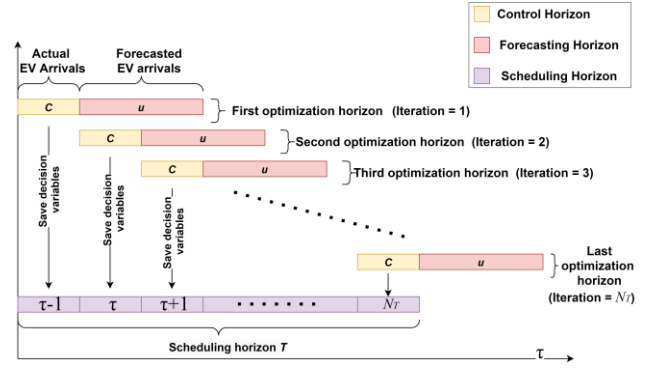 Control Horizon
Forecasting Horizon
Scheduling Horizon
Actual
EV Arrivals
Forecasted
EV arrivals
C
u
First optimization horizon (Iteration = 1)
C
u
Second optimization horizon (Iteration = 2)
C
u
Third optimization horizon (Iteration = 3)
Save decision
variables
Save decision
variables
Save decision
variables
C
u
Last
optimization
horizon
(Iteration = N_T)
τ-1
τ
τ+1
N_T
Scheduling horizon T
τ